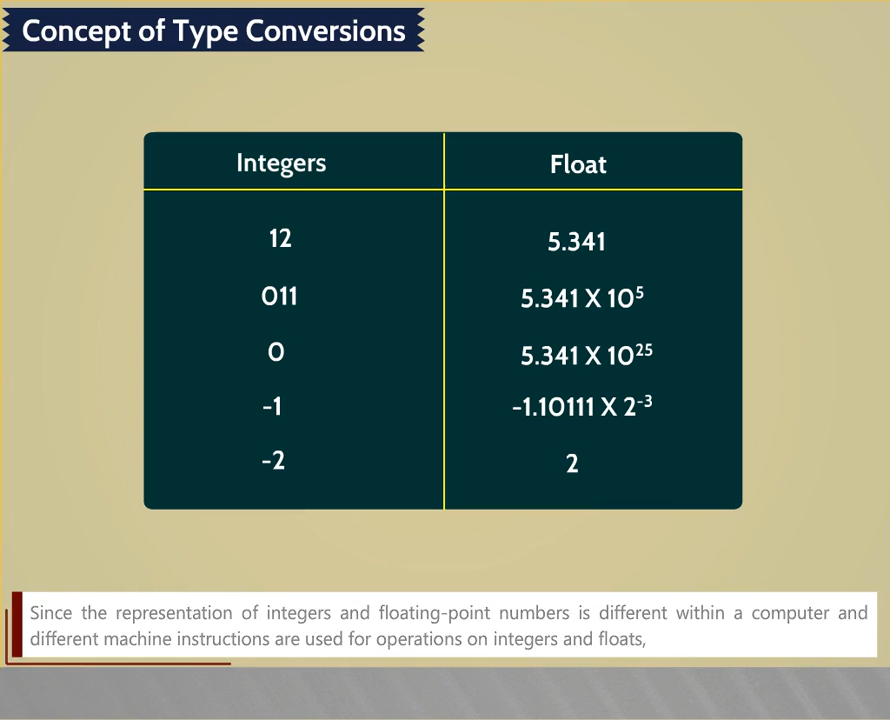 Concept of Type Conversions
Integers Float
12 5.341
011 5.341 X 10⁵
0 5.341 X 10²⁵
-1 -1.10111 X 2⁻³
-2 2
Since the representation of integers and floating-point numbers is different within a computer and
different machine instructions are used for operations on integers and floats,